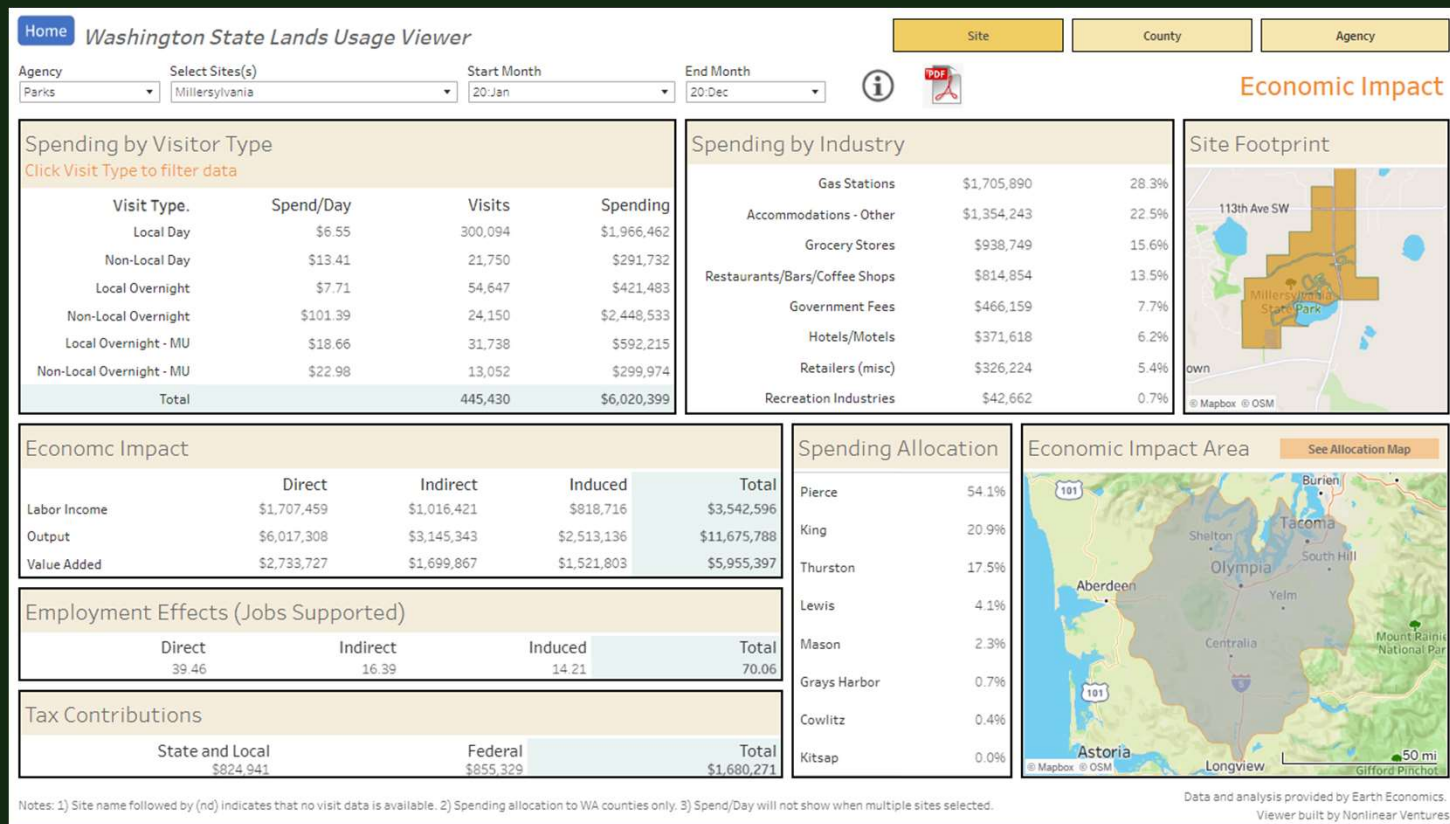 Home
Washington State Lands Usage Viewer
Site County Agency
Agency Select Sites(s) Start Month End Month
Parks Millersylvania 20:Jan 20:Dec
PDF
Economic Impact
Spending by Visitor Type
Click Visit Type to filter data
Visit Type. Spend/Day Visits Spending
Local Day $6.55 300,094 $1,966,462
Non-Local Day $13.41 21,750 $291,732
Local Overnight $7.71 54,647 $421,483
Non-Local Overnight $101.39 24,150 $2,448,533
Local Overnight - MU $18.66 31,738 $592,215
Non-Local Overnight - MU $22.98 13,052 $299,974
Total 445,430 $6,020,399
Spending by Industry
Gas Stations $1,705,890 28.3%
Accommodations - Other $1,354,243 22.5%
Grocery Stores $938,749 15.6%
Restaurants/Bars/Coffee Shops $814,854 13.5%
Government Fees $466,159 7.7%
Hotels/Motels $371,618 6.2%
Retailers (misc) $326,224 5.4%
Recreation Industries $42,662 0.7%
Site Footprint
113th Ave SW
Millersylvania
State Park
own
© Mapbox © OSM
Economc Impact
Direct Indirect Induced Total
Labor Income $1,707,459 $1,016,421 $818,716 $3,542,596
Output $6,017,308 $3,145,343 $2,513,136 $11,675,788
Value Added $2,733,727 $1,699,867 $1,521,803 $5,955,397
Employment Effects (Jobs Supported)
Direct Indirect Induced Total
39.46 16.39 14.21 70.06
Tax Contributions
State and Local Federal Total
$824,941 $855,329 $1,680,271
Spending Allocation
Pierce 54.1%
King 20.9%
Thurston 17.5%
Lewis 4.1%
Mason 2.3%
Grays Harbor 0.7%
Cowlitz 0.4%
Kitsap 0.0%
Economic Impact Area
See Allocation Map
101
Burien
Tacoma
Shelton
South Hill
Olympia
Aberdeen
Yelm
Centralia
Mount Rainie
National Par
5
101
Astoria
Longview
50 mi
Gifford Pinchot
© Mapbox © OSM
Notes: 1) Site name followed by (nd) indicates that no visit data is available. 2) Spending allocation to WA counties only. 3) Spend/Day will not show when multiple sites selected.
Data and analysis provided by Earth Economics.
Viewer built by Nonlinear Ventures